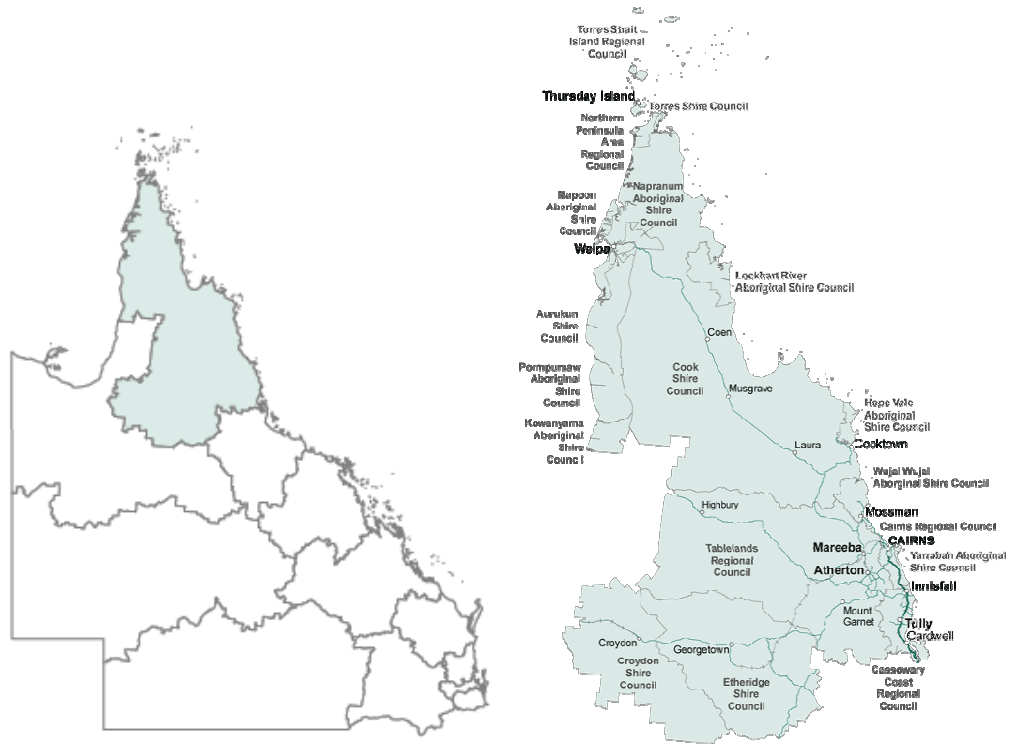 Torres Strait
Island Regional
Council
Thursday Island
Torres Shire Council
Northern
Peninsula
Area
Regional
Council
Napranum
Aboriginal
Shire
Council
Mapoon
Aboriginal
Shire
Council
Weipa
Lockhart River
Aboriginal Shire Council
Aurukun
Shire
Council
Coen
Pormpuraaw
Aboriginal
Shire
Council
Cook
Shire
Council
Musgrave
Hope Vale
Aboriginal
Shire Council
Kowanyama
Aboriginal
Shire
Council
Laura
Cooktown
Wujal Wujal
Aborginal Shire Council
Highbury
Mossman
Cairns Regional Council
CAIRNS
Tablelands
Regional
Council
Mareeba
Yarrabah Aboriginal
Shire Council
Atherton
Innisfail
Mount
Garnet
Tully
Cardwell
Croydon
Georgetown
Croydon
Shire
Council
Etheridge
Shire
Council
Cassowary
Coast
Regional
Council